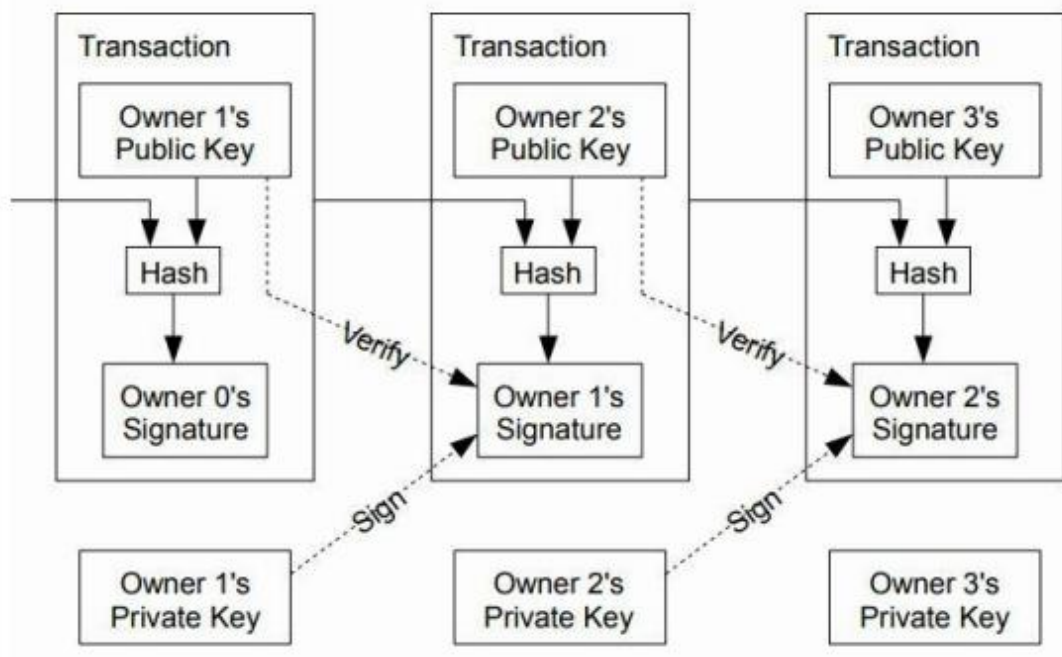 Transaction
Transaction
Transaction
Owner 1's
Public Key
Owner 2's
Public Key
Owner 3's
Public Key
Hash
Hash
Hash
Verify
Verify
Owner 0's
Signature
Owner 1's
Signature
Owner 2's
Signature
Sign
Sign
Owner 1's
Private Key
Owner 2's
Private Key
Owner 3's
Private Key